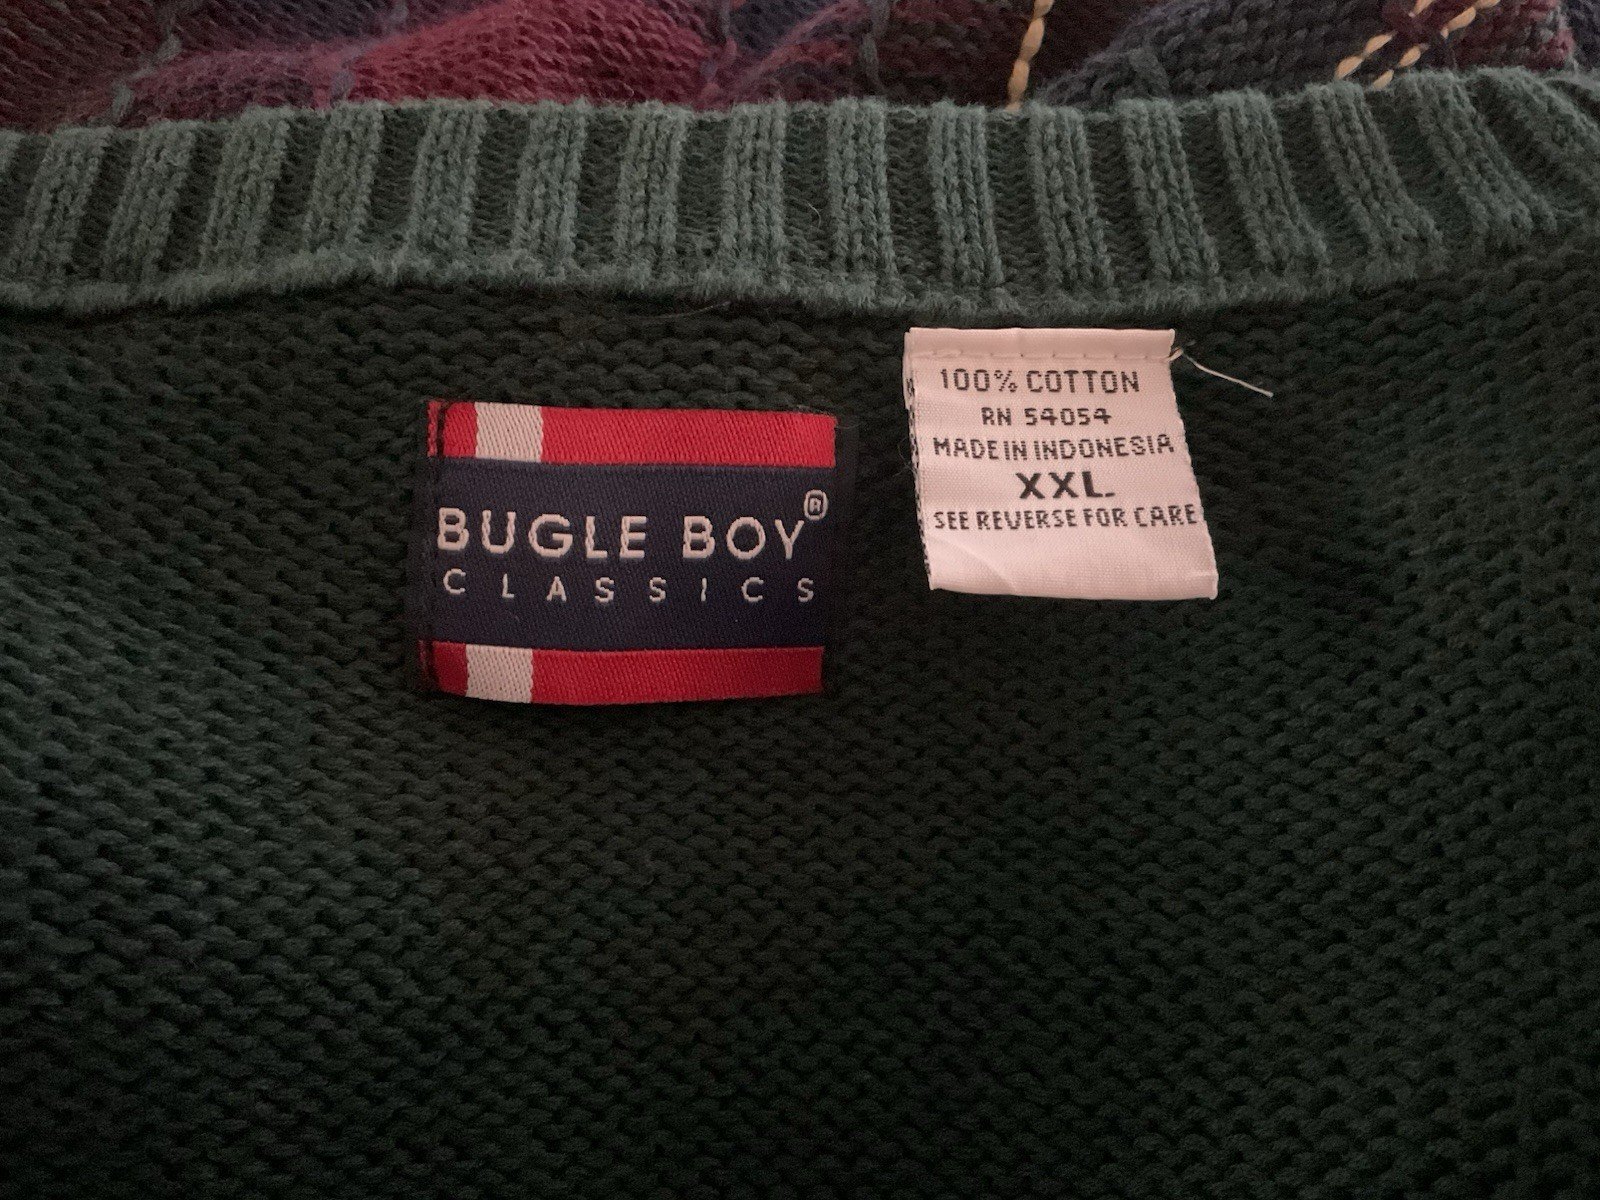 BUGLE BOY®
CLASSICS
100% COTTON
RN 54054
MADE IN INDONESIA
XXL
SEE REVERSE FOR CARE